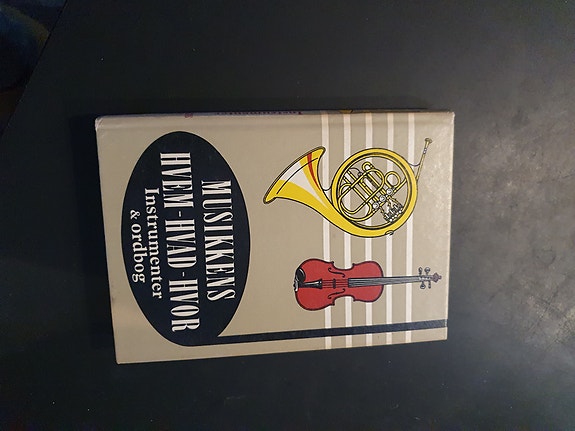 MUSIKKENS
HVEM - HVAD - HVOR
Instrumenter
& ordbog